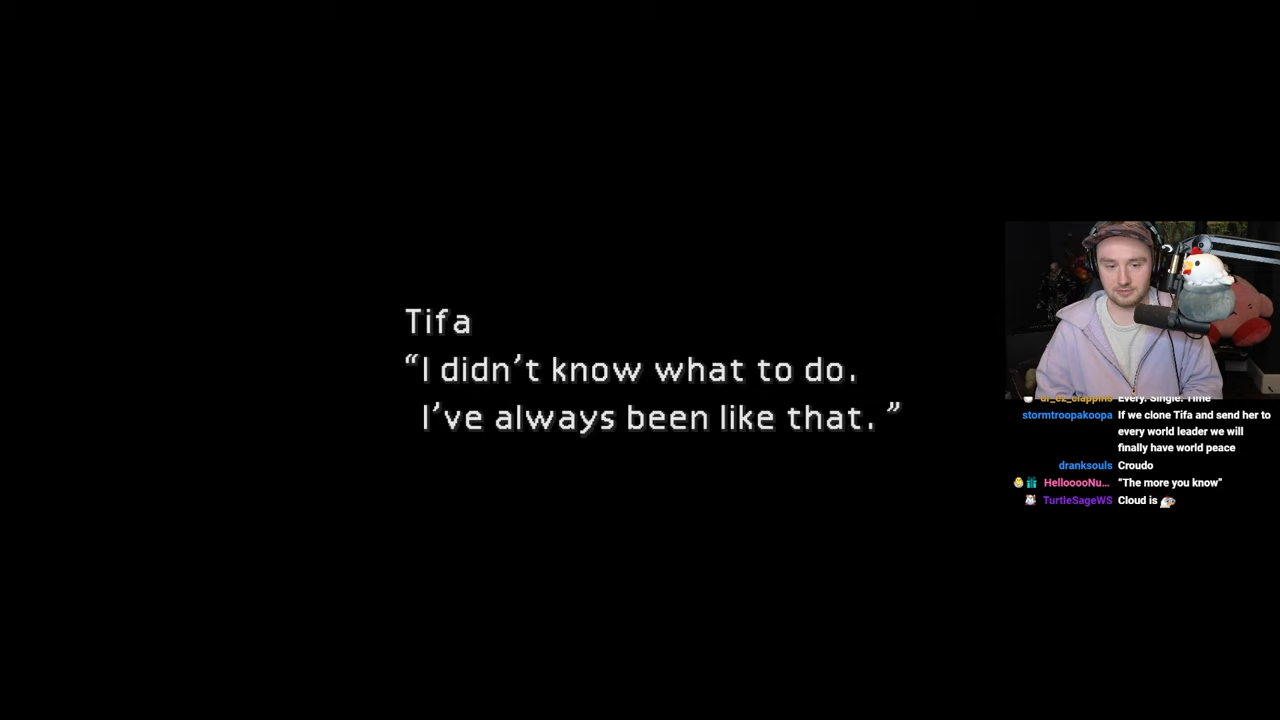 Tifa
“I didn’t know what to do.
I’ve always been like that. ”
dr_ez_clappins Every. Single. Time
stormtroopakoopa If we clone Tifa and send her to
every world leader we will
finally have world peace
dranksouls Croudo
HellooooNu... “The more you know”
TurtleSageWS Cloud is